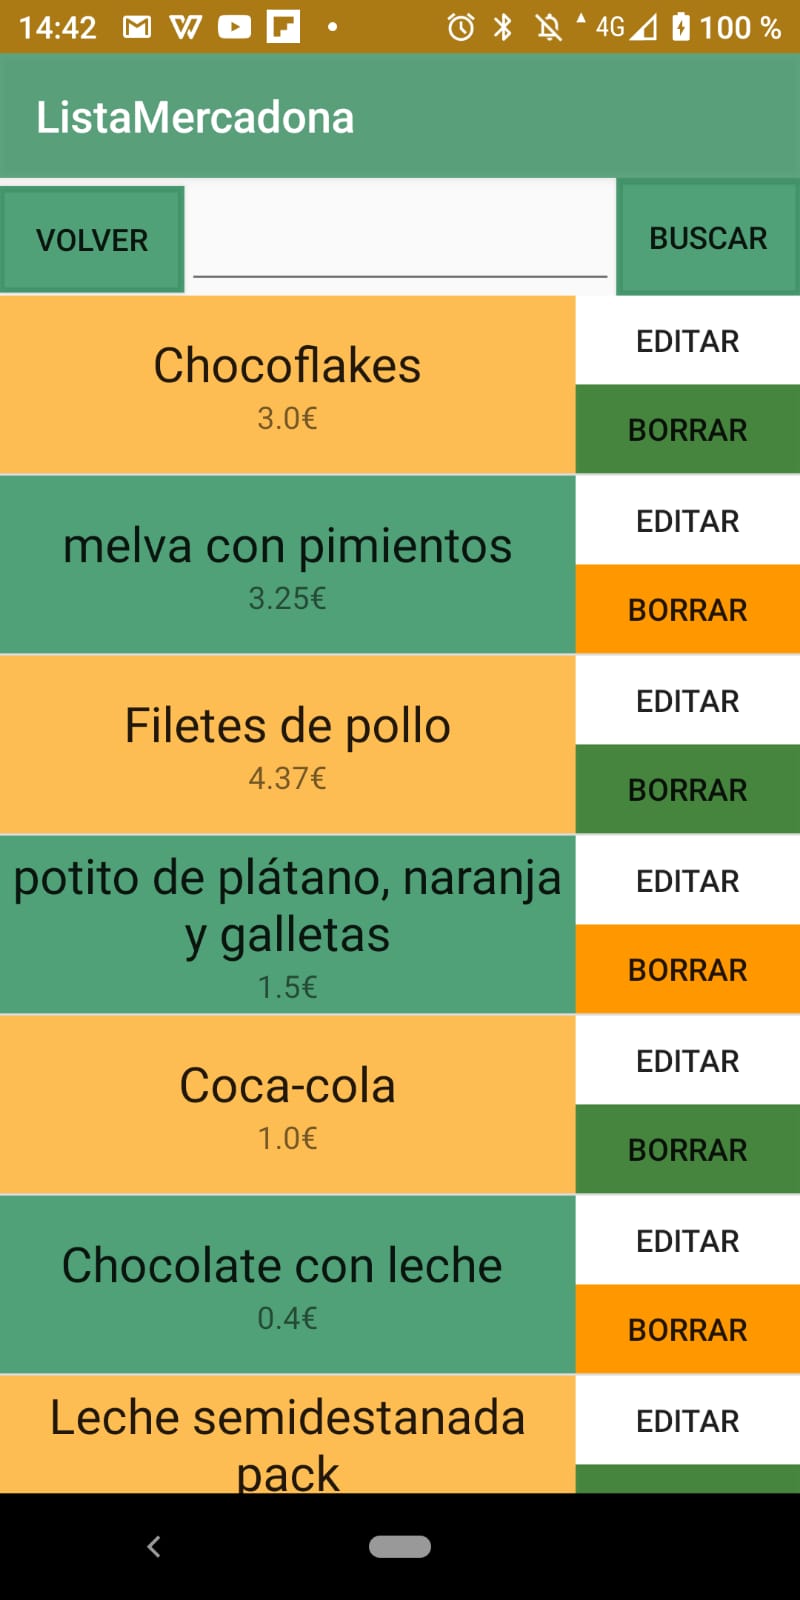 14:42 4G 100 %
ListaMercadona
VOLVER
BUSCAR
Chocoflakes
3.0€
EDITAR
BORRAR
melva con pimientos
3.25€
EDITAR
BORRAR
Filetes de pollo
4.37€
EDITAR
BORRAR
potito de plátano, naranja
y galletas
1.5€
EDITAR
BORRAR
Coca-cola
1.0€
EDITAR
BORRAR
Chocolate con leche
0.4€
EDITAR
BORRAR
Leche semidestanada
pack
EDITAR